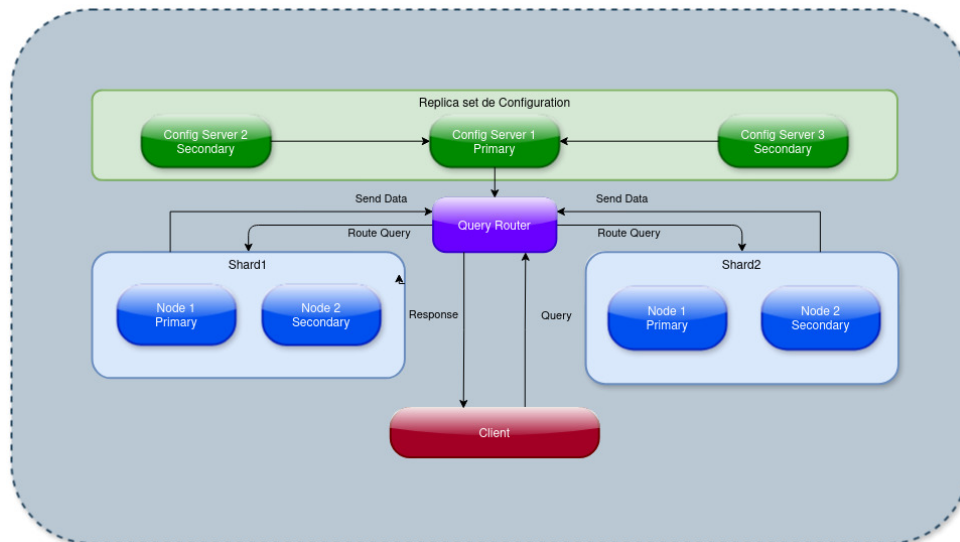 Replica set de Configuration
Config Server 2
Secondary
Config Server 1
Primary
Config Server 3
Secondary
Send Data
Send Data
Query Router
Route Query
Route Query
Shard1
Shard2
Node 1
Primary
Node 2
Secondary
Response
Query
Node 1
Primary
Node 2
Secondary
Client